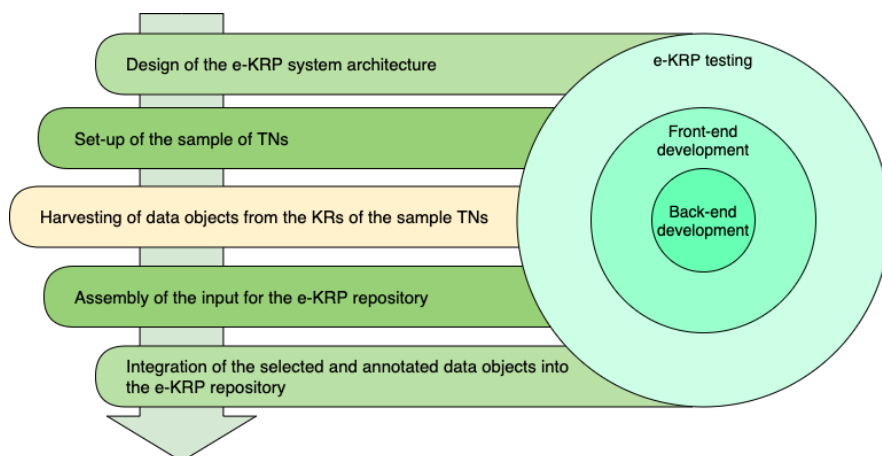 Design of the e-KRP system architecture
e-KRP testing
Set-up of the sample of TNs
Front-end
development
Harvesting of data objects from the KRs of the sample TNs
Back-end
development
Assembly of the input for the e-KRP repository
Integration of the selected and annotated data objects into
the e-KRP repository